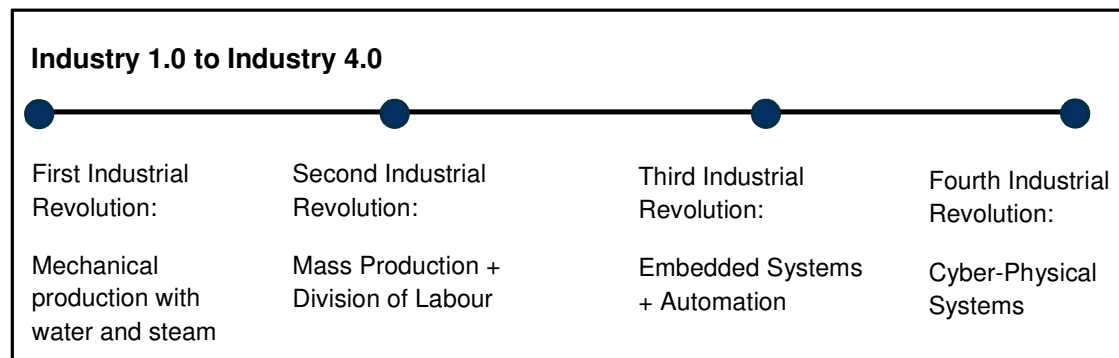 Industry 1.0 to Industry 4.0
First Industrial
Revolution:
Mechanical
production with
water and steam
Second Industrial
Revolution:
Mass Production +
Division of Labour
Third Industrial
Revolution:
Embedded Systems
+ Automation
Fourth Industrial
Revolution:
Cyber-Physical
Systems